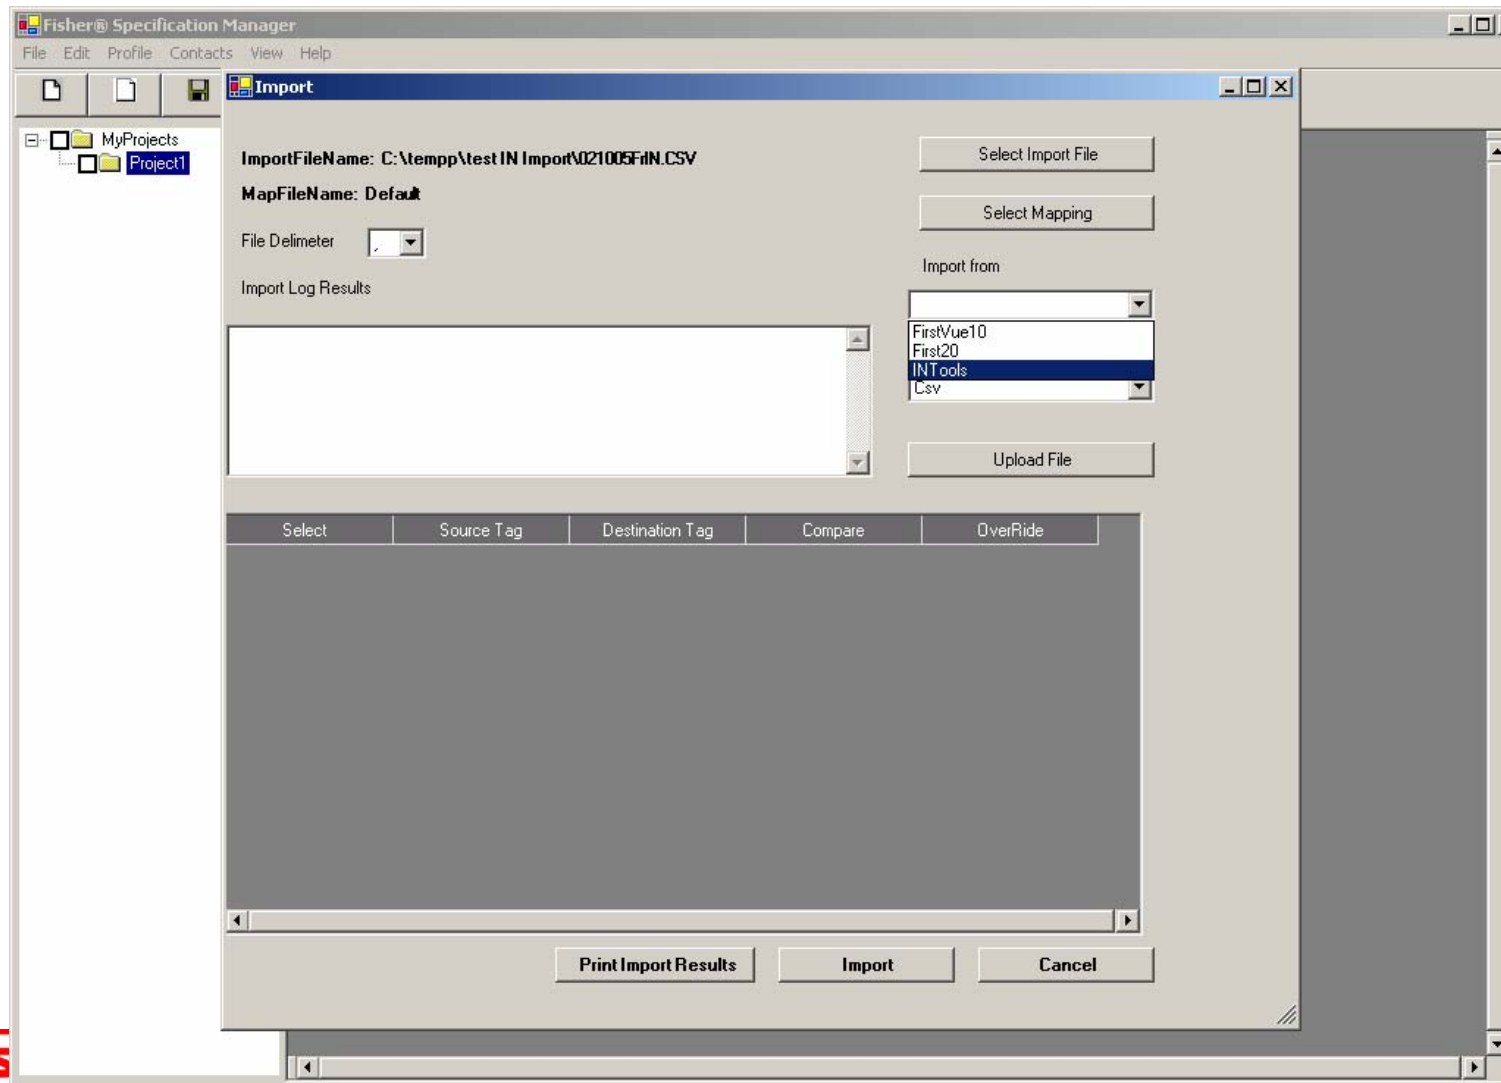 Fisher® Specification Manager
File Edit Profile Contacts View Help
Import
MyProjects
Project1
ImportFileName: C:\tempp\test IN Import\021005FrIN.CSV
Select Import File
MapFileName: Default
Select Mapping
File Delimeter ,
Import from
Import Log Results
FirstVue10
First20
INTools
Csv
Upload File
Select Source Tag Destination Tag Compare OverRide
Print Import Results Import Cancel